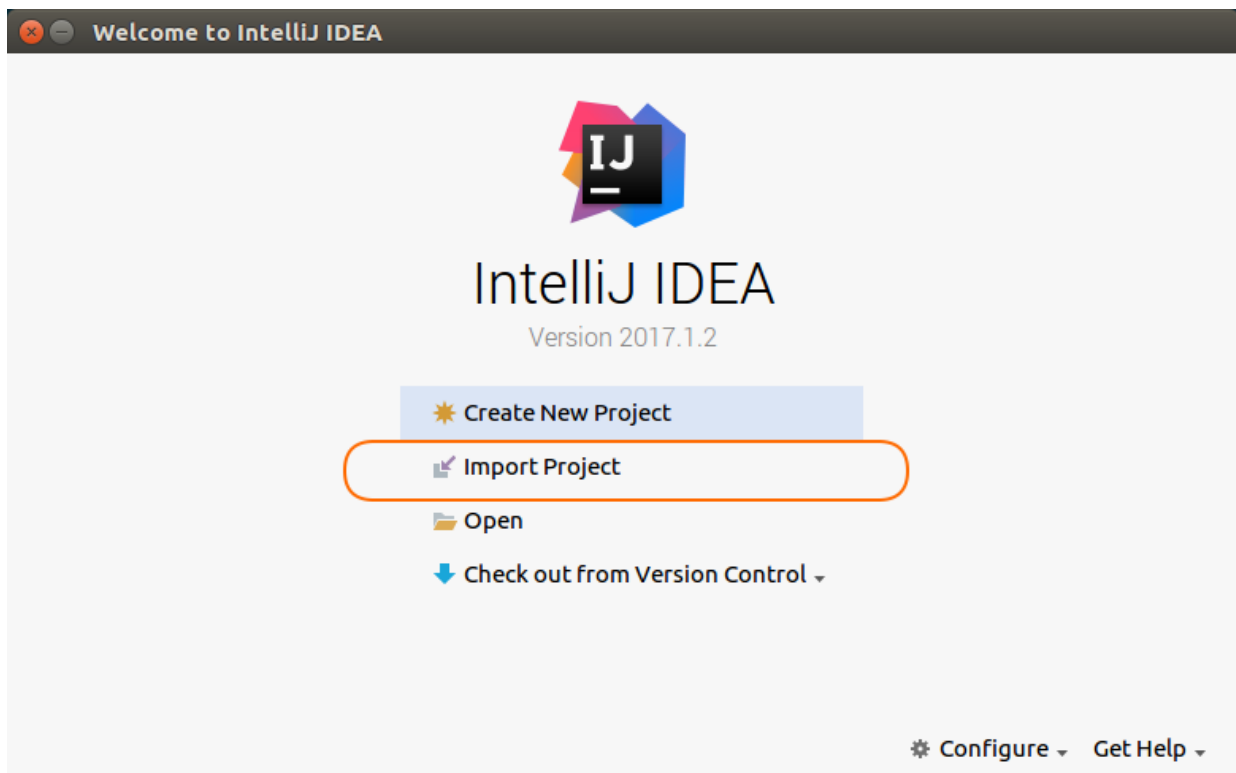 Welcome to IntelliJ IDEA
IJ
IntelliJ IDEA
Version 2017.1.2
Create New Project
Import Project
Open
Check out from Version Control
Configure Get Help